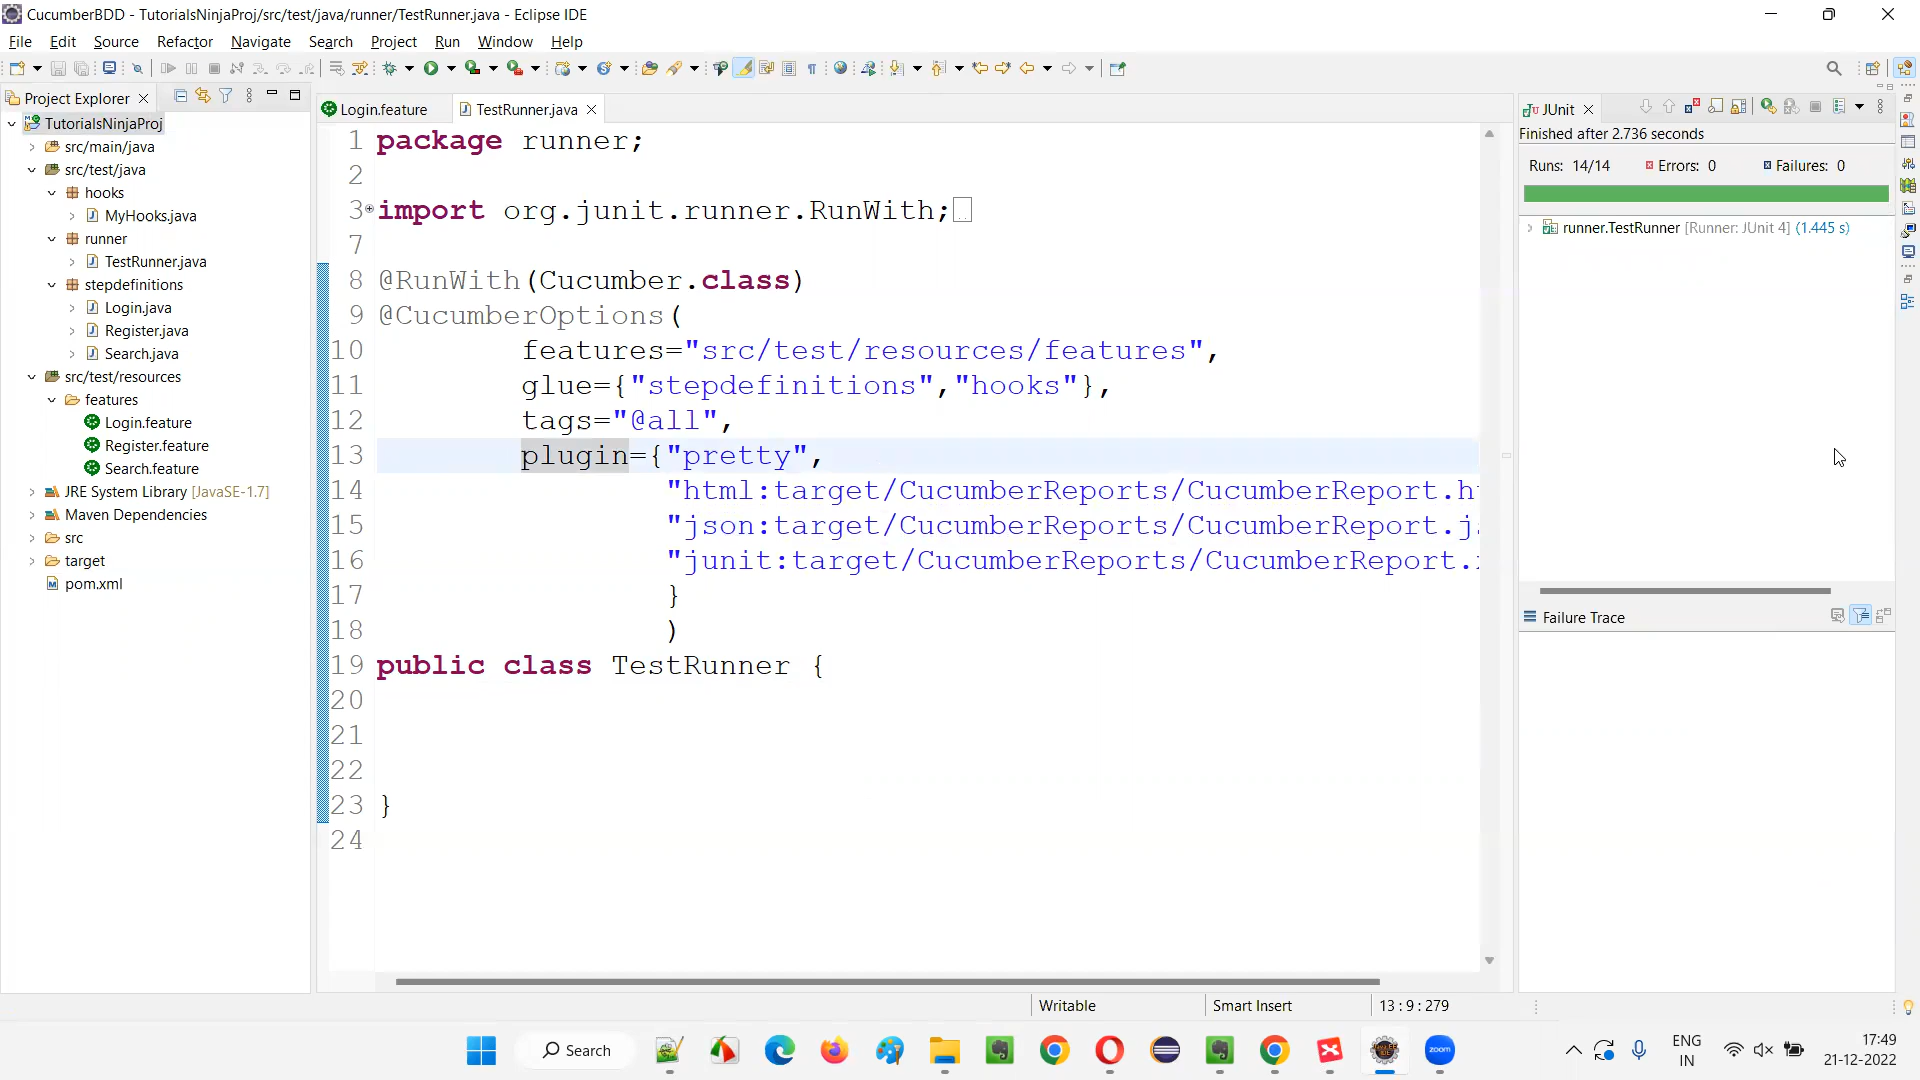 CucumberBDD - TutorialsNinjaProj/src/test/java/runner/TestRunner.java - Eclipse IDE
File Edit Source Refactor Navigate Search Project Run Window Help
Project Explorer
TutorialsNinjaProj
src/main/java
src/test/java
hooks
MyHooks.java
runner
TestRunner.java
stepdefinitions
Login.java
Register.java
Search.java
src/test/resources
features
Login.feature
Register.feature
Search.feature
JRE System Library [JavaSE-1.7]
Maven Dependencies
src
target
pom.xml
Login.feature TestRunner.java
1 package runner;
2
3 import org.junit.runner.RunWith;
7
8 @RunWith(Cucumber.class)
9 @CucumberOptions(
10 features="src/test/resources/features",
11 glue={"stepdefinitions","hooks"},
12 tags="@all",
13 plugin={"pretty",
14 "html:target/CucumberReports/CucumberReport.h
15 "json:target/CucumberReports/CucumberReport.j
16 "junit:target/CucumberReports/CucumberReport.
17 }
18 )
19 public class TestRunner {
20
21
22
23 }
24
JUnit
Finished after 2.736 seconds
Runs: 14/14 Errors: 0 Failures: 0
runner.TestRunner [Runner: JUnit 4] (1.445 s)
Failure Trace
Writable Smart Insert 13 : 9 : 279
Search
zoom
ENG
IN
17:49
21-12-2022